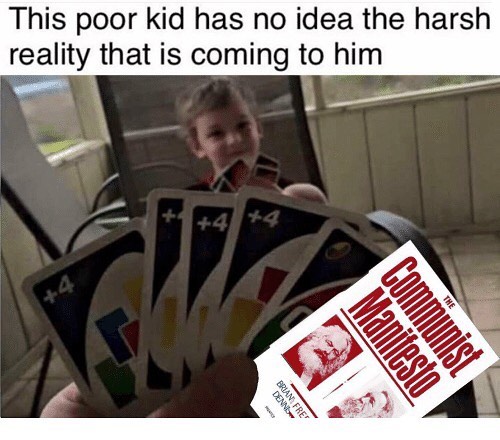 This poor kid has no idea the harsh
reality that is coming to him
+4
+4
+4
+4
THE
Communist
Manifesto